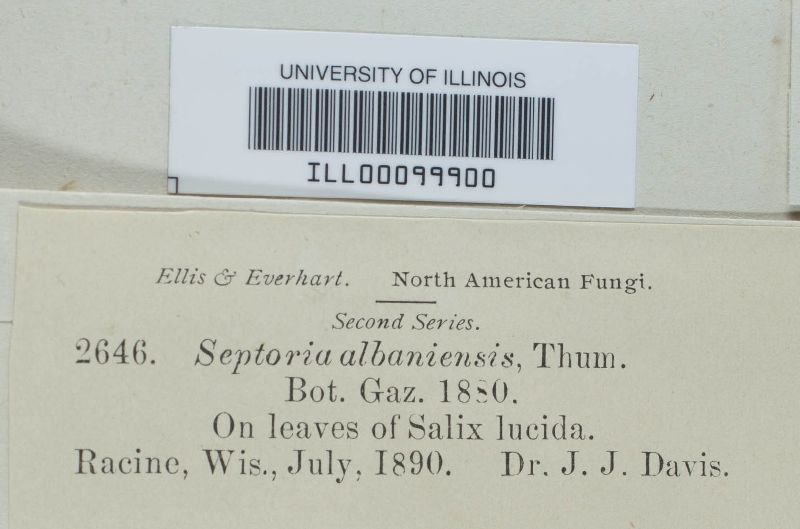 UNIVERSITY OF ILLINOIS
ILL00099900
Ellis & Everhart. North American Fungi.
Second Series.
2646. Septoria albaniensis, Thum.
Bot. Gaz. 1880.
On leaves of Salix lucida.
Racine, Wis., July, 1890. Dr. J. J. Davis.